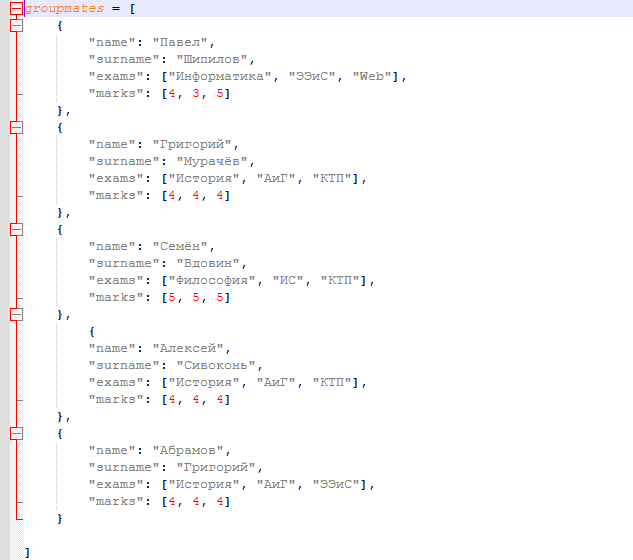 groupmates = [
    {
        "name": "Павел",
        "surname": "Шипилов",
        "exams": ["Информатика", "ЭЭиС", "Web"],
        "marks": [4, 3, 5]
    },
    {
        "name": "Григорий",
        "surname": "Мурачёв",
        "exams": ["История", "АиГ", "КТП"],
        "marks": [4, 4, 4]
    },
    {
        "name": "Семён",
        "surname": "Вдовин",
        "exams": ["Философия", "ИС", "КТП"],
        "marks": [5, 5, 5]
    },
        {
        "name": "Алексей",
        "surname": "Сивоконь",
        "exams": ["История", "АиГ", "КТП"],
        "marks": [4, 4, 4]
    },
    {
        "name": "Абрамов",
        "surname": "Григорий",
        "exams": ["История", "АиГ", "ЭЭиС"],
        "marks": [4, 4, 4]
    }
]